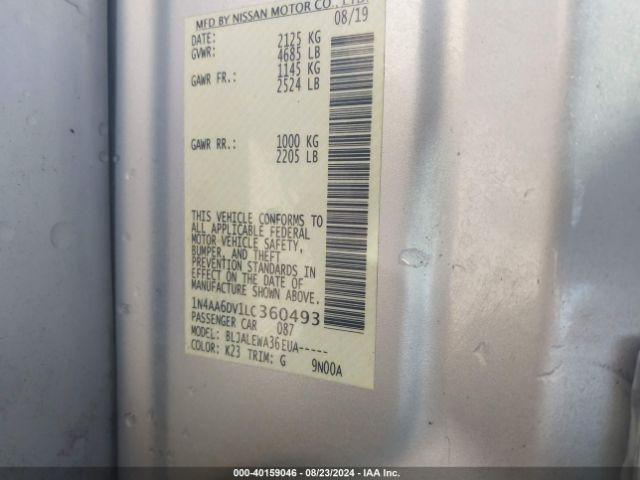 MFD BY NISSAN MOTOR CO., LTD.
08/19
DATE: 2125 KG
GVWR: 4685 LB
GAWR FR.: 1145 KG
2524 LB
GAWR RR.: 1000 KG
2205 LB
THIS VEHICLE CONFORMS TO
ALL APPLICABLE FEDERAL
MOTOR VEHICLE SAFETY,
BUMPER, AND THEFT
PREVENTION STANDARDS IN
EFFECT ON THE DATE OF
MANUFACTURE SHOWN ABOVE.
1N4AA6DV1LC360493
PASSENGER CAR 087
MODEL: BLJALEWA36EUA-----
COLOR: K23 TRIM: G 9N00A
000-40159046 - 08/23/2024 - IAA Inc.